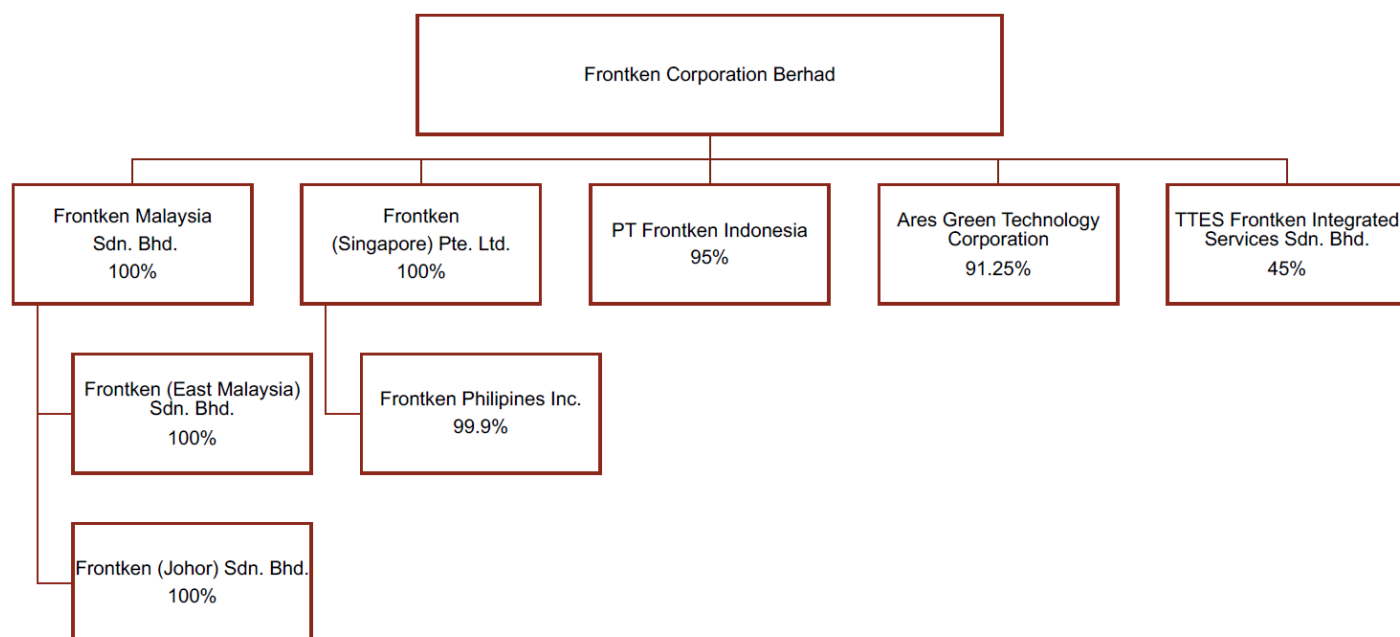 Frontken Corporation Berhad
Frontken Malaysia
Sdn. Bhd.
100%
Frontken
(Singapore) Pte. Ltd.
100%
PT Frontken Indonesia
95%
Ares Green Technology
Corporation
91.25%
TTES Frontken Integrated
Services Sdn. Bhd.
45%
Frontken (East Malaysia)
Sdn. Bhd.
100%
Frontken Philipines Inc.
99.9%
Frontken (Johor) Sdn. Bhd.
100%